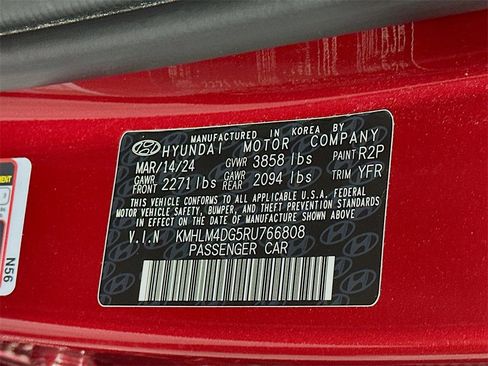 MANUFACTURED IN KOREA BY
HYUNDAI MOTOR COMPANY
MAR/14/24 GVWR 3858 lbs PAINT R2P
GAWR FRONT 2271 lbs GAWR REAR 2094 lbs TRIM YFR
THIS VEHICLE CONFORMS TO ALL APPLICABLE U.S.A. FEDERAL
MOTOR VEHICLE SAFETY, BUMPER, AND THEFT PREVENTION STANDARDS
IN EFFECT ON THE DATE OF MANUFACTURE SHOWN ABOVE.
V.I.N KMHLM4DG5RU766808
PASSENGER CAR
N56